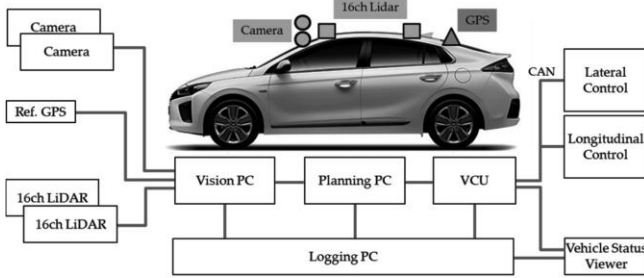 Camera
Camera
Ref. GPS
16ch LiDAR
16ch LiDAR
Camera
16ch Lidar
GPS
CAN
Lateral
Control
Longitudinal
Control
Vision PC
Planning PC
VCU
Logging PC
Vehicle Status
Viewer